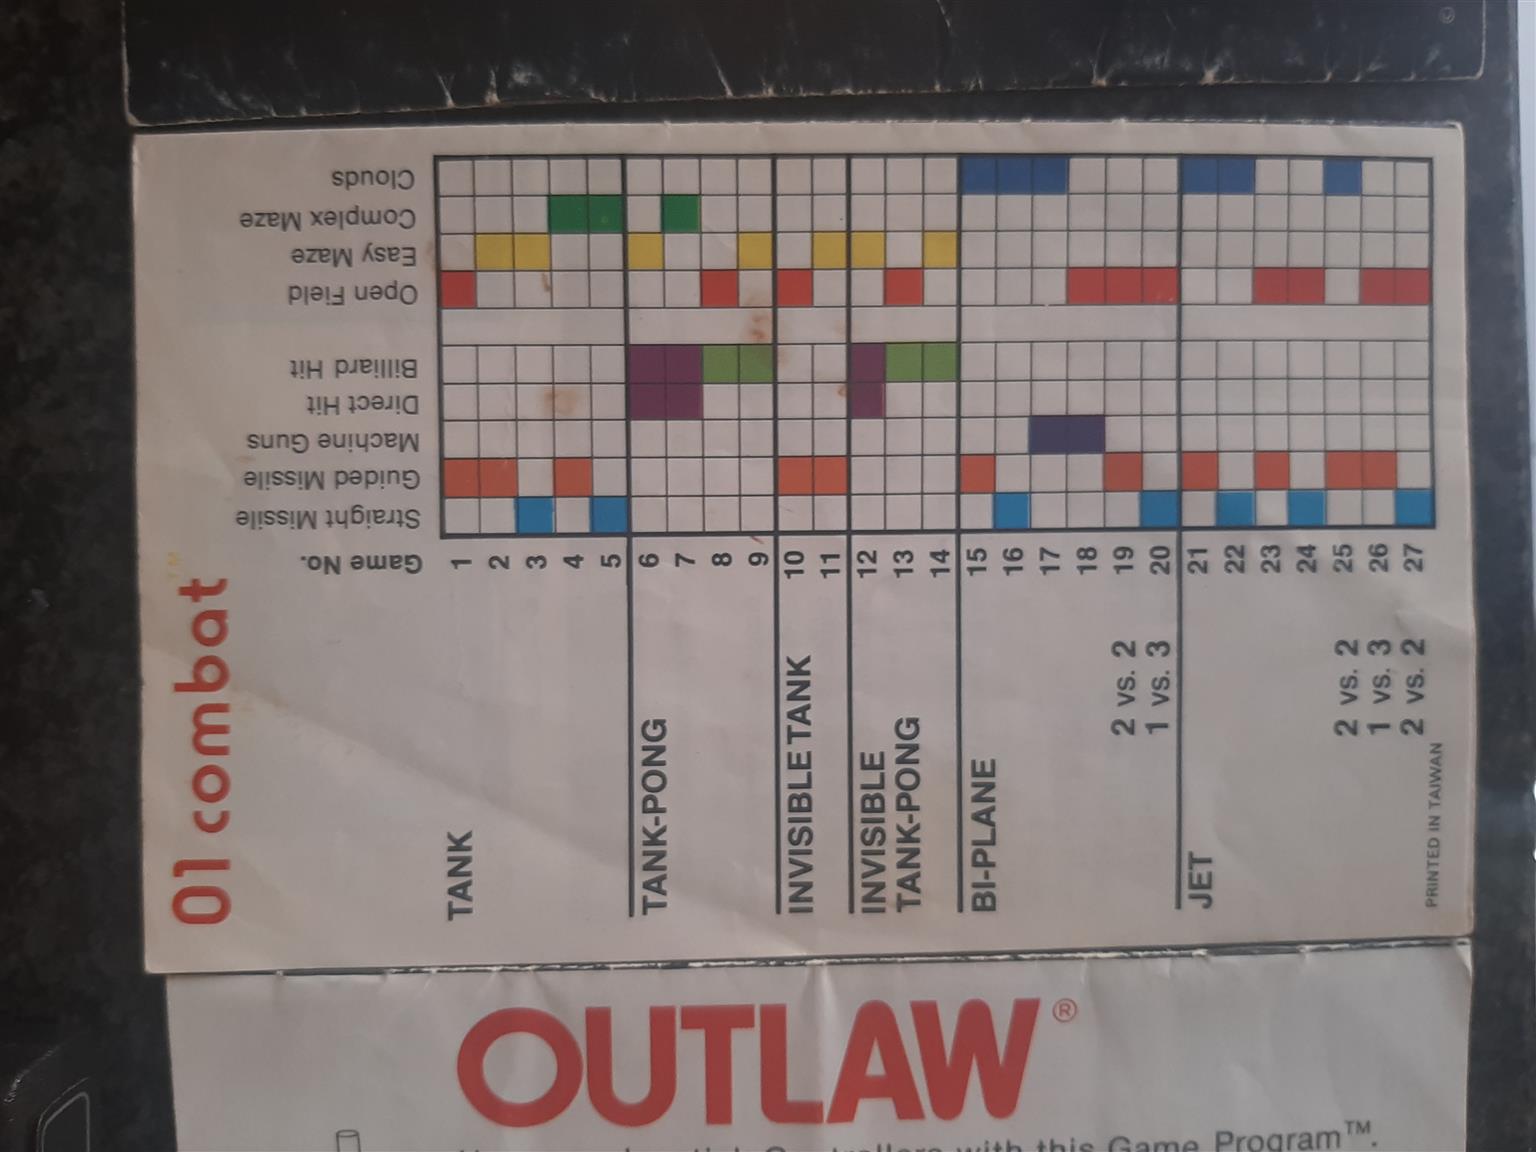 01 combat™
Game No.
Straight Missile
Guided Missile
Machine Guns
Direct Hit
Billiard Hit
Open Field
Easy Maze
Complex Maze
Clouds
TANK
1
2
3
4
5
TANK-PONG
6
7
8
9
INVISIBLE TANK
10
11
INVISIBLE
TANK-PONG
12
13
14
BI-PLANE
15
16
17
18
2 vs. 2 19
1 vs. 3 20
JET
21
22
23
24
2 vs. 2 25
1 vs. 3 26
2 vs. 2 27
PRINTED IN TAIWAN
OUTLAW®
Controllers with this Game Program™.